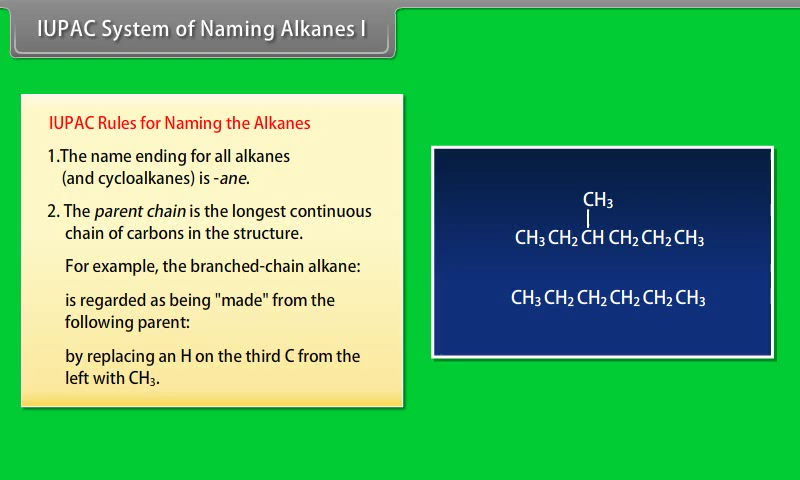 IUPAC System of Naming Alkanes I
IUPAC Rules for Naming the Alkanes
1.The name ending for all alkanes
(and cycloalkanes) is -ane.
2. The parent chain is the longest continuous
chain of carbons in the structure.
For example, the branched-chain alkane:
is regarded as being "made" from the
following parent:
by replacing an H on the third C from the
left with CH₃.
CH₃
CH₃ CH₂ CH CH₂ CH₂ CH₃
CH₃ CH₂ CH₂ CH₂ CH₂ CH₃